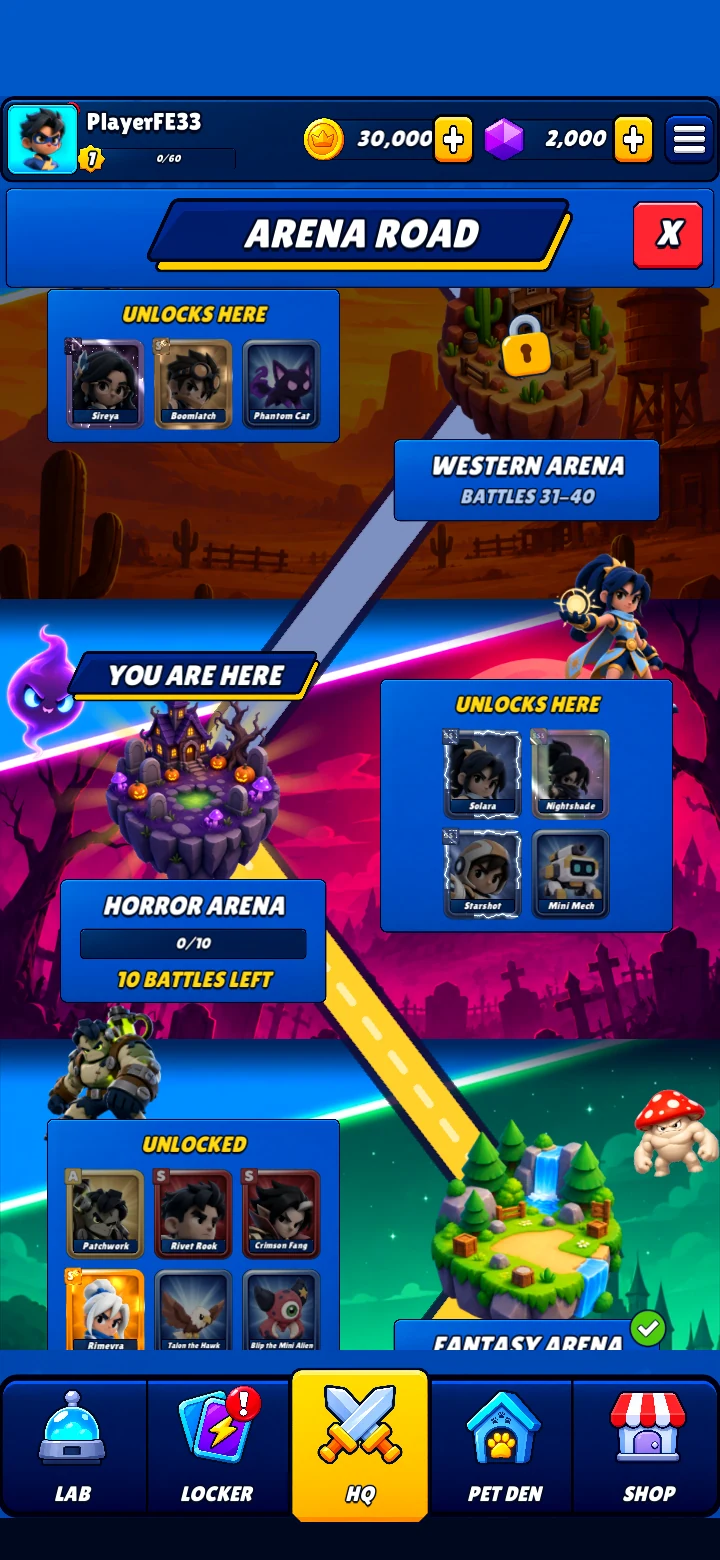 PlayerFE33
1
0/60
30,000
2,000
ARENA ROAD
X
UNLOCKS HERE
Sireya
Boomlatch
Phantom Cat
WESTERN ARENA
BATTLES 31-40
YOU ARE HERE
UNLOCKS HERE
SS
Solara
SSS
Nightshade
SS
Starshot
Mini Mech
HORROR ARENA
0/10
10 BATTLES LEFT
UNLOCKED
A
Patchwork
S
Rivet Rook
S
Crimson Fang
Rimevra
Talon the Hawk
Blip the Mini Alien
FANTASY ARENA
LAB
LOCKER
!
HQ
PET DEN
SHOP